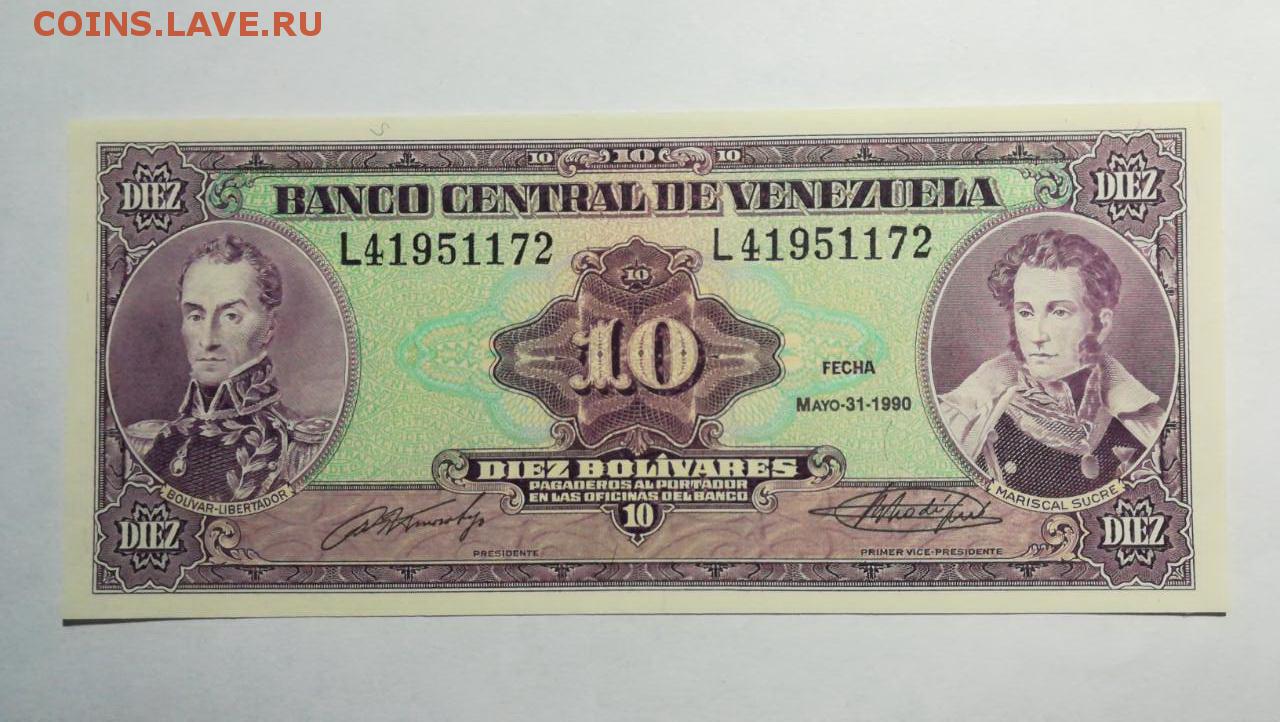 COINS.LAVE.RU
10 10 10
DIEZ DIEZ
BANCO CENTRAL DE VENEZUELA
L41951172 L41951172
10
10
FECHA
MAYO-31-1990
DIEZ BOLÍVARES
PAGADEROS AL PORTADOR
EN LAS OFICINAS DEL BANCO
BOLIVAR-LIBERTADOR MARISCAL SUCRE
DIEZ 10 DIEZ
PRESIDENTE PRIMER VICE-PRESIDENTE